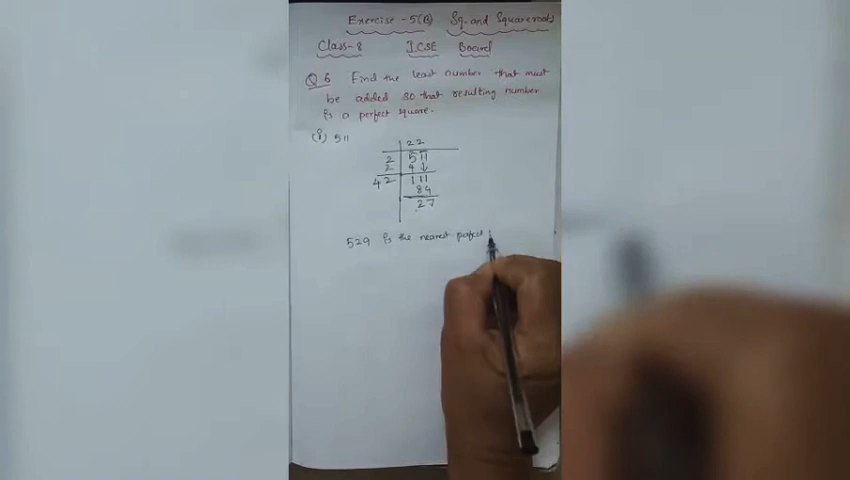 Exercise -5(B) Sq. and Squareroots
Class-8 ICSE Board
Q 6 Find the least number that must
be added so that resulting number
is a perfect square.
(i) 511
22
2 511
2 4↓
42 111
84
27
529 is the nearest perfect